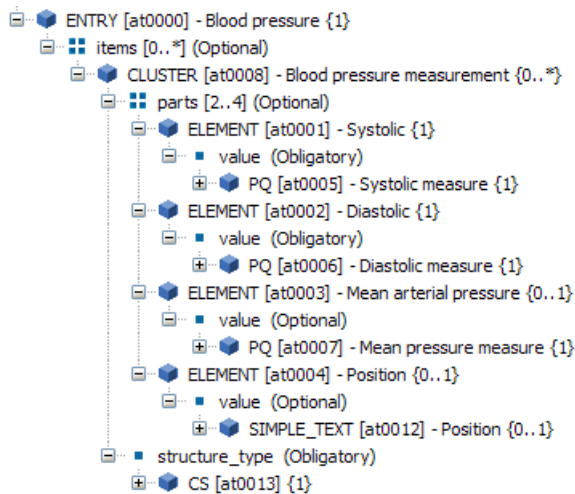 ENTRY [at0000] - Blood pressure {1}
items [0..*] (Optional)
CLUSTER [at0008] - Blood pressure measurement {0..*}
parts [2..4] (Optional)
ELEMENT [at0001] - Systolic {1}
value (Obligatory)
PQ [at0005] - Systolic measure {1}
ELEMENT [at0002] - Diastolic {1}
value (Obligatory)
PQ [at0006] - Diastolic measure {1}
ELEMENT [at0003] - Mean arterial pressure {0..1}
value (Optional)
PQ [at0007] - Mean pressure measure {1}
ELEMENT [at0004] - Position {0..1}
value (Optional)
SIMPLE_TEXT [at0012] - Position {0..1}
structure_type (Obligatory)
CS [at0013] {1}